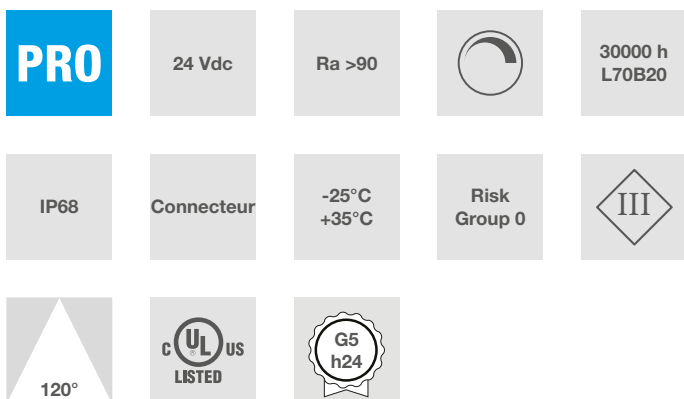 PRO
24 Vdc
Ra >90
30000 h
L70B20
IP68
Connecteur
-25°C
+35°C
Risk
Group 0
III
120°
C UL® US
LISTED
G5
h24